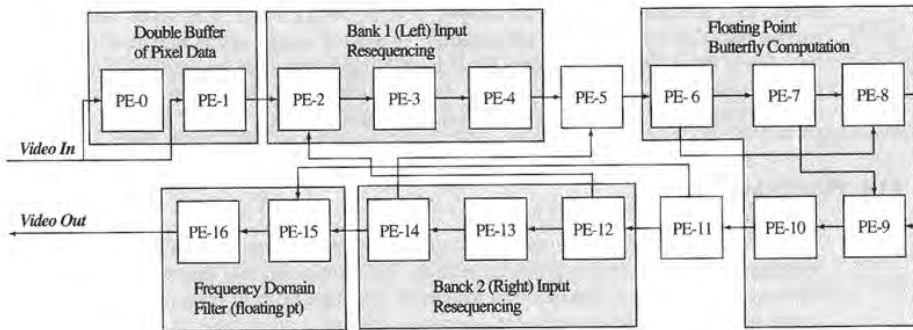 Double Buffer
of Pixel Data
Bank 1 (Left) Input
Resequencing
Floating Point
Butterfly Computation
PE-0
PE-1
PE-2
PE-3
PE-4
PE-5
PE- 6
PE-7
PE-8
Video In
Video Out
PE-16
PE-15
PE-14
PE-13
PE-12
PE-11
PE-10
PE-9
Frequency Domain
Filter (floating pt)
Banck 2 (Right) Input
Resequencing